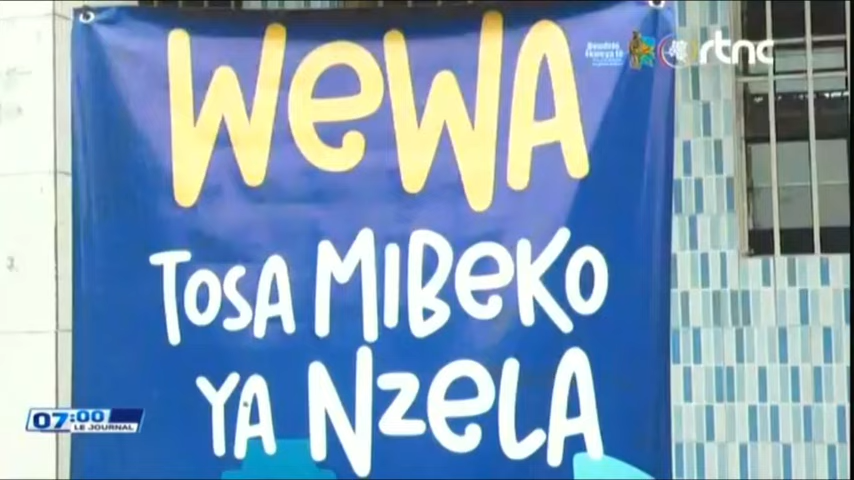 WeWA
TOSA MIBeKO
YA NZeLA
rtnc
07:00
LE JOURNAL